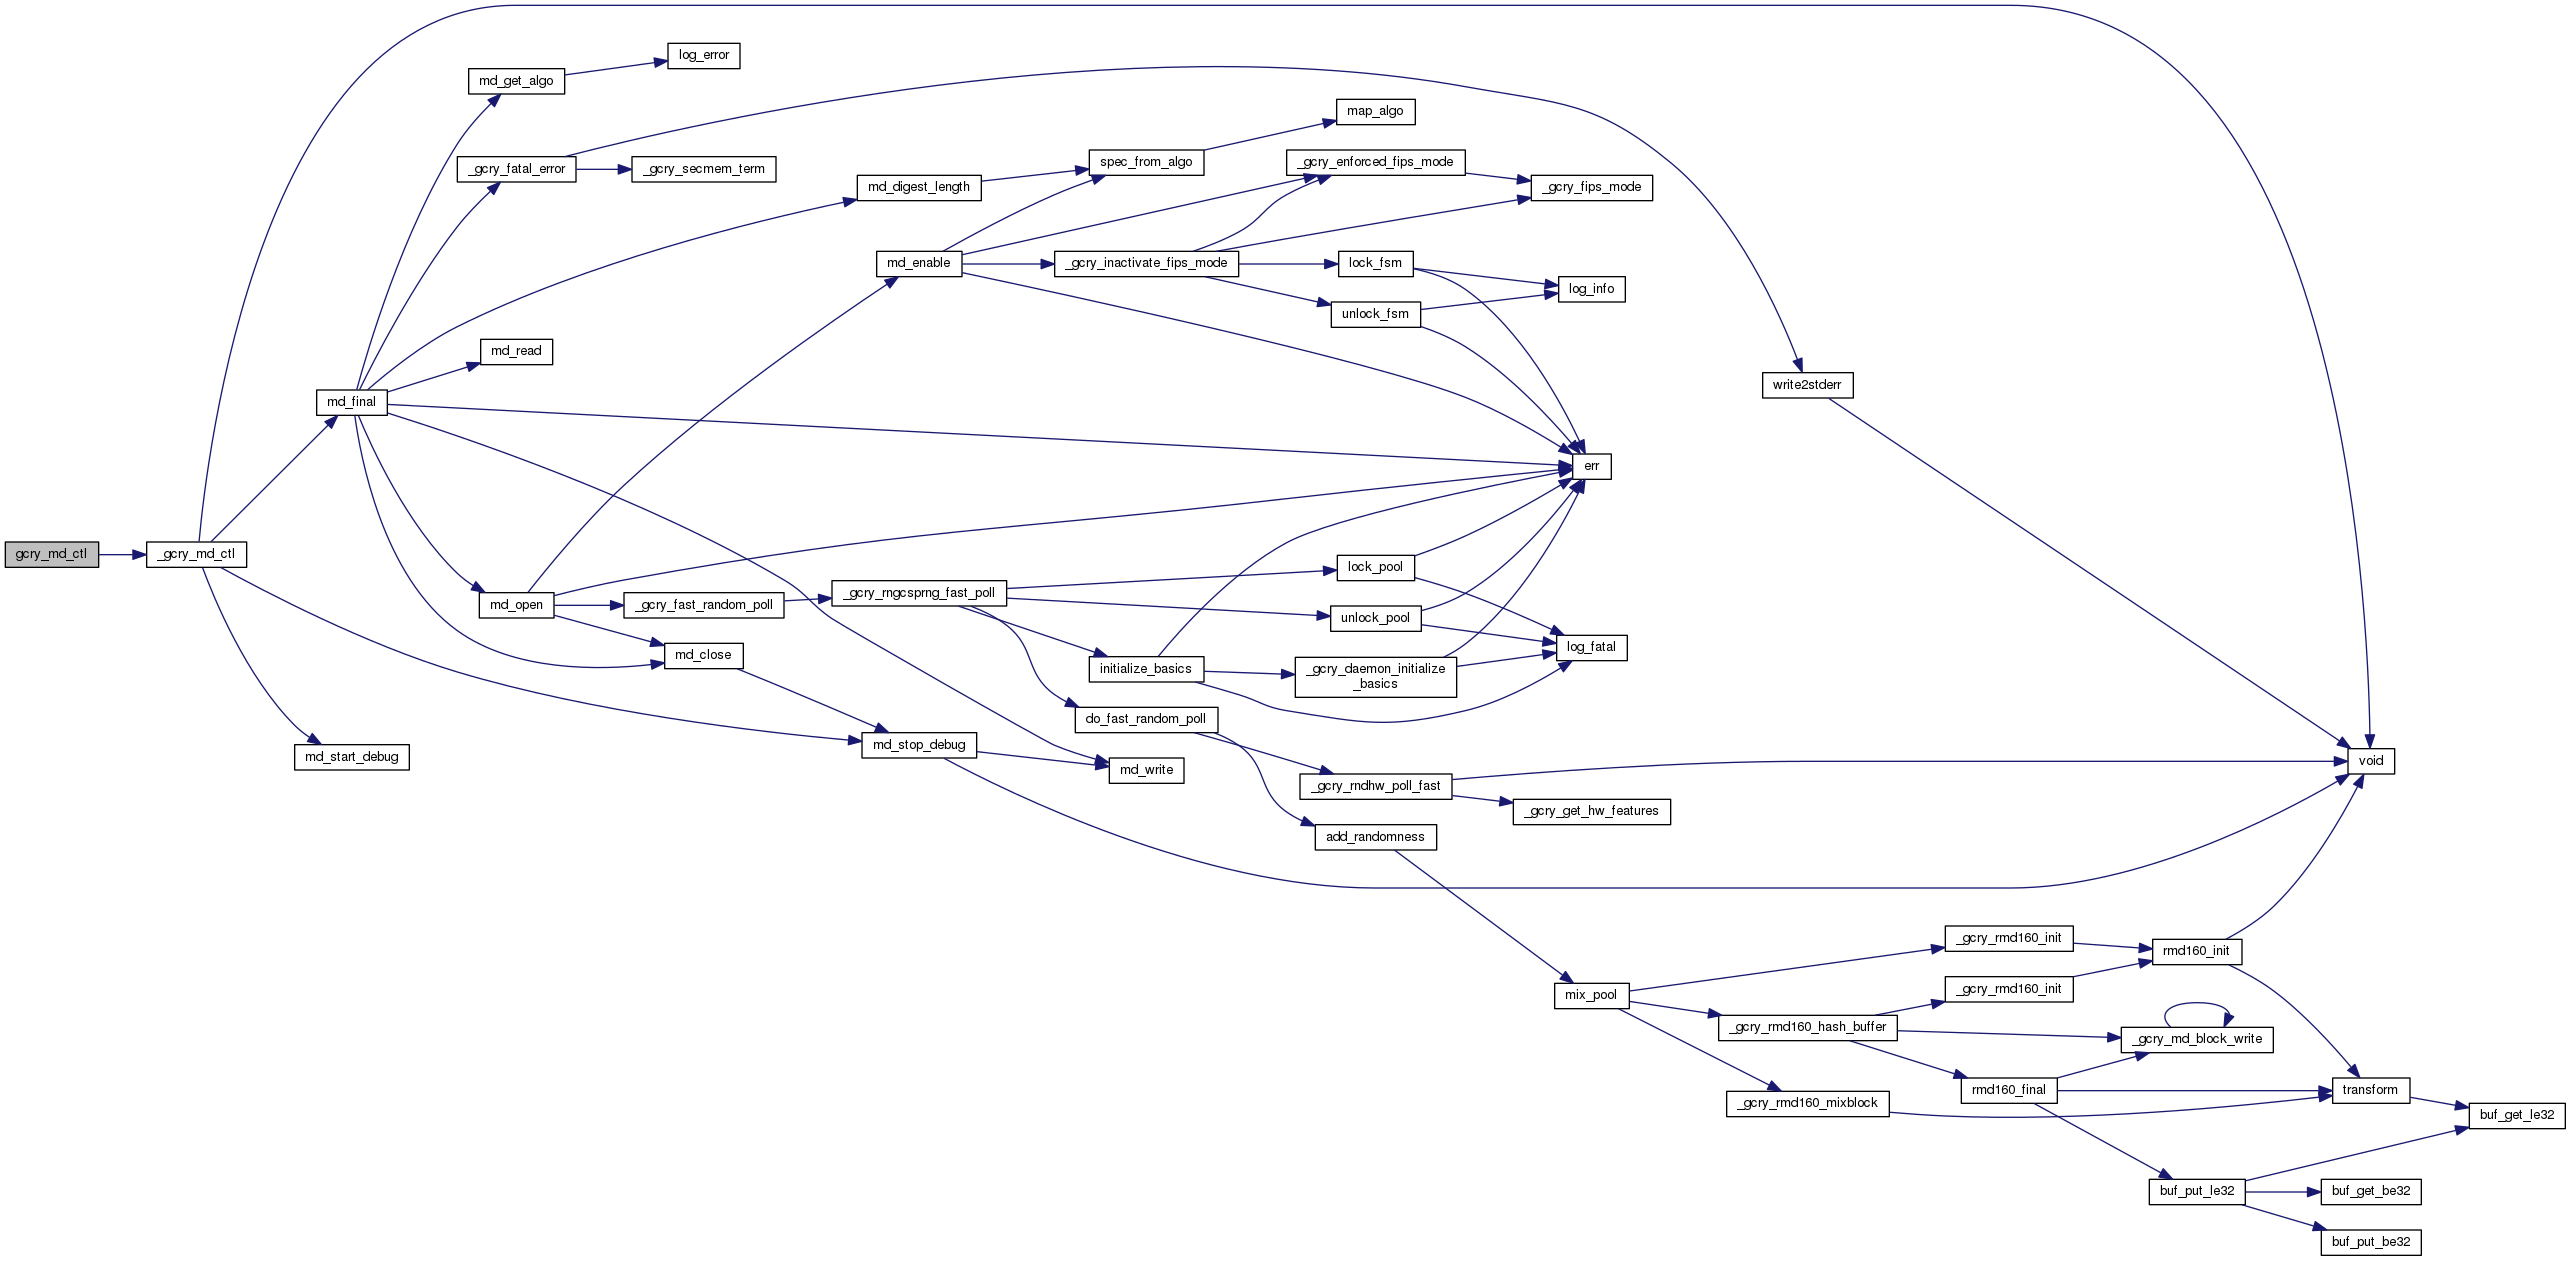 gcry_md_ctl
_gcry_md_ctl
md_final
md_start_debug
md_get_algo
_gcry_fatal_error
md_read
md_open
log_error
_gcry_secmem_term
_gcry_fast_random_poll
md_close
md_digest_length
md_enable
_gcry_rngcsprng_fast_poll
md_stop_debug
spec_from_algo
_gcry_inactivate_fips_mode
initialize_basics
do_fast_random_poll
md_write
map_algo
_gcry_enforced_fips_mode
lock_fsm
unlock_fsm
lock_pool
unlock_pool
_gcry_daemon_initialize
_basics
_gcry_rndhw_poll_fast
add_randomness
_gcry_fips_mode
log_info
err
log_fatal
_gcry_get_hw_features
mix_pool
write2stderr
_gcry_rmd160_hash_buffer
_gcry_rmd160_mixblock
_gcry_rmd160_init
_gcry_rmd160_init
rmd160_final
rmd160_init
_gcry_md_block_write
buf_put_le32
void
transform
buf_get_be32
buf_put_be32
buf_get_le32